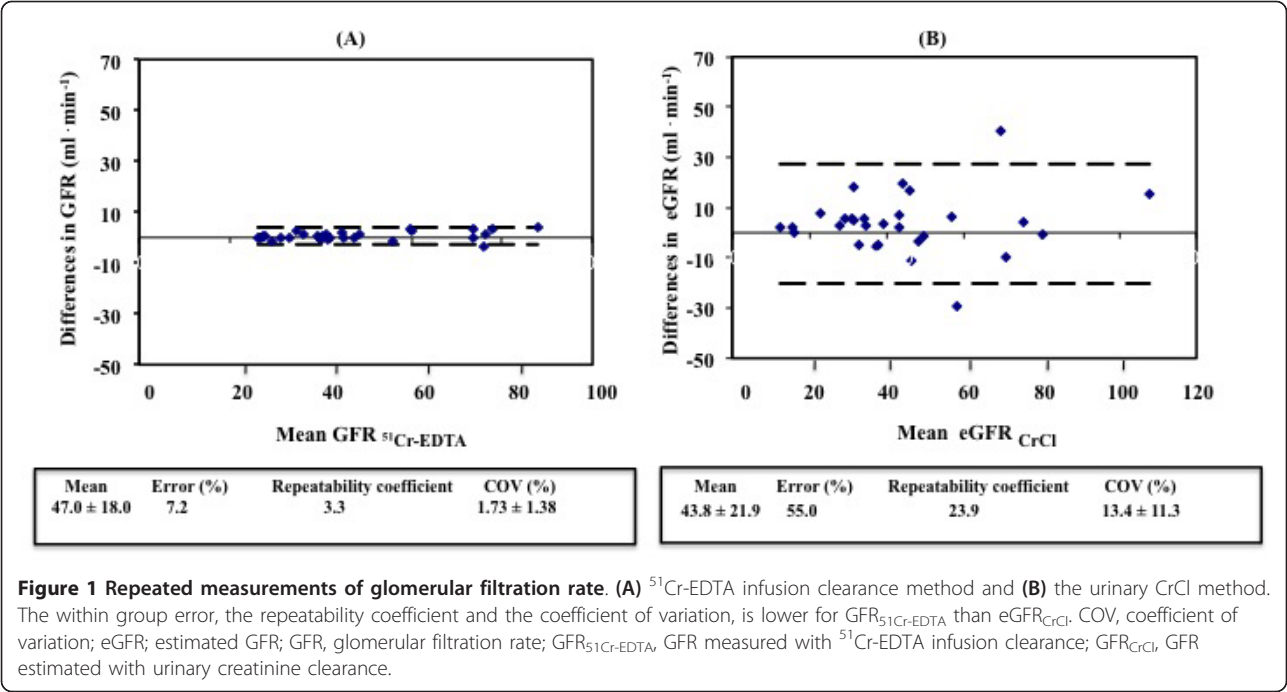 (A)
70
50
30
10
-10
-30
-50
Differences in GFR (ml · min⁻¹)
0 20 40 60 80 100
Mean GFR ₅₁Cr-EDTA
Mean Error (%) Repeatability coefficient COV (%)
47.0 ± 18.0 7.2 3.3 1.73 ± 1.38
(B)
70
50
30
10
-10
-30
-50
Differences in eGFR (ml · min⁻¹)
0 20 40 60 80 100 120
Mean eGFR CrCl
Mean Error (%) Repeatability coefficient COV (%)
43.8 ± 21.9 55.0 23.9 13.4 ± 11.3
Figure 1 Repeated measurements of glomerular filtration rate. (A) ⁵¹Cr-EDTA infusion clearance method and (B) the urinary CrCl method.
The within group error, the repeatability coefficient and the coefficient of variation, is lower for GFR51Cr-EDTA than eGFRCrCl. COV, coefficient of
variation; eGFR; estimated GFR; GFR, glomerular filtration rate; GFR51Cr-EDTA, GFR measured with ⁵¹Cr-EDTA infusion clearance; GFRCrCl, GFR
estimated with urinary creatinine clearance.